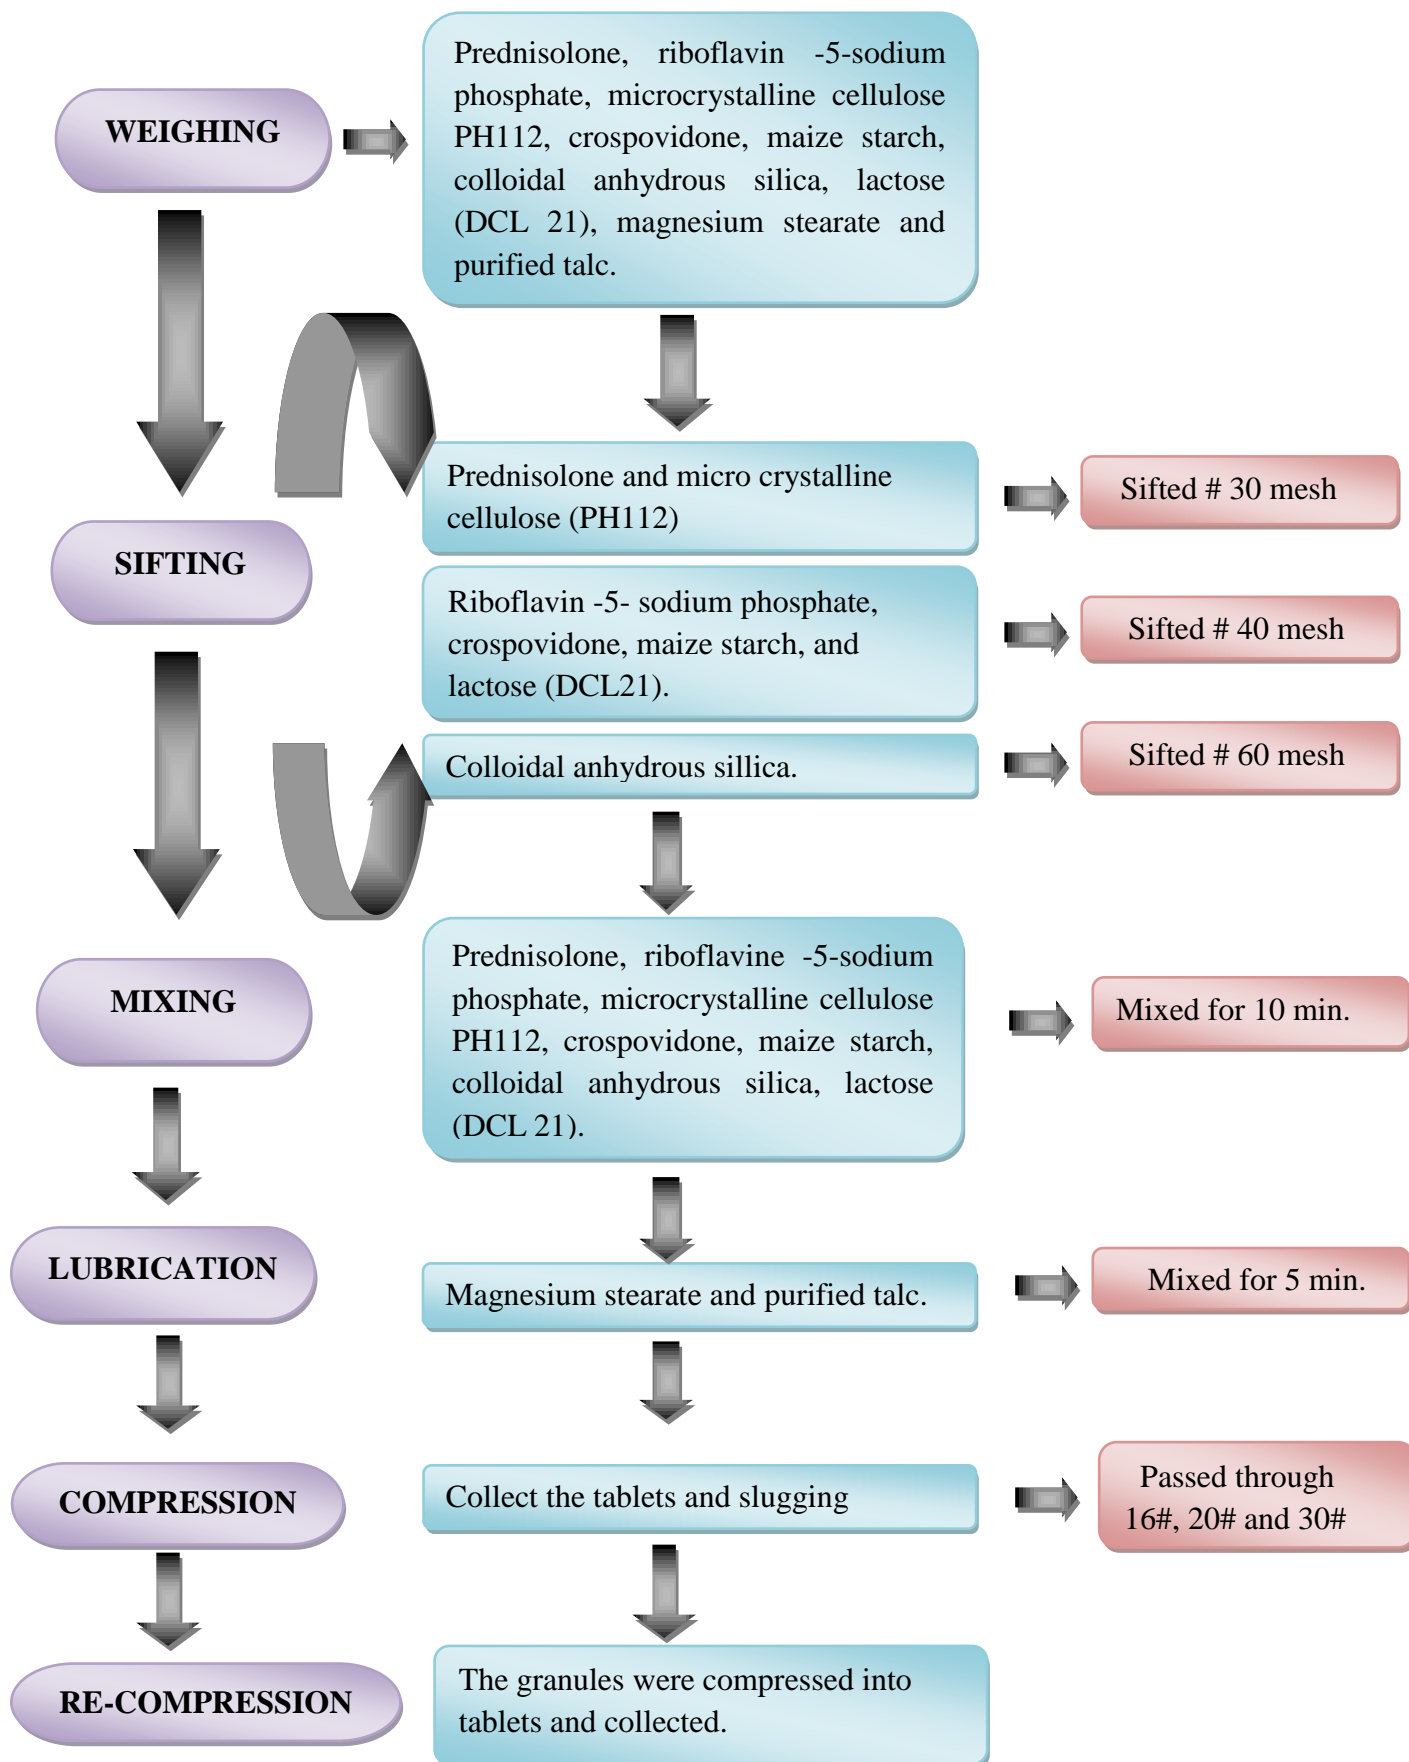 WEIGHING
Prednisolone, riboflavin -5-sodium
phosphate, microcrystalline cellulose
PH112, crospovidone, maize starch,
colloidal anhydrous silica, lactose
(DCL 21), magnesium stearate and
purified talc.
SIFTING
Prednisolone and micro crystalline
cellulose (PH112)
Sifted # 30 mesh
Riboflavin -5- sodium phosphate,
crospovidone, maize starch, and
lactose (DCL21).
Sifted # 40 mesh
Colloidal anhydrous sillica.
Sifted # 60 mesh
MIXING
Prednisolone, riboflavine -5-sodium
phosphate, microcrystalline cellulose
PH112, crospovidone, maize starch,
colloidal anhydrous silica, lactose
(DCL 21).
Mixed for 10 min.
LUBRICATION
Magnesium stearate and purified talc.
Mixed for 5 min.
COMPRESSION
Collect the tablets and slugging
Passed through
16#, 20# and 30#
RE-COMPRESSION
The granules were compressed into
tablets and collected.